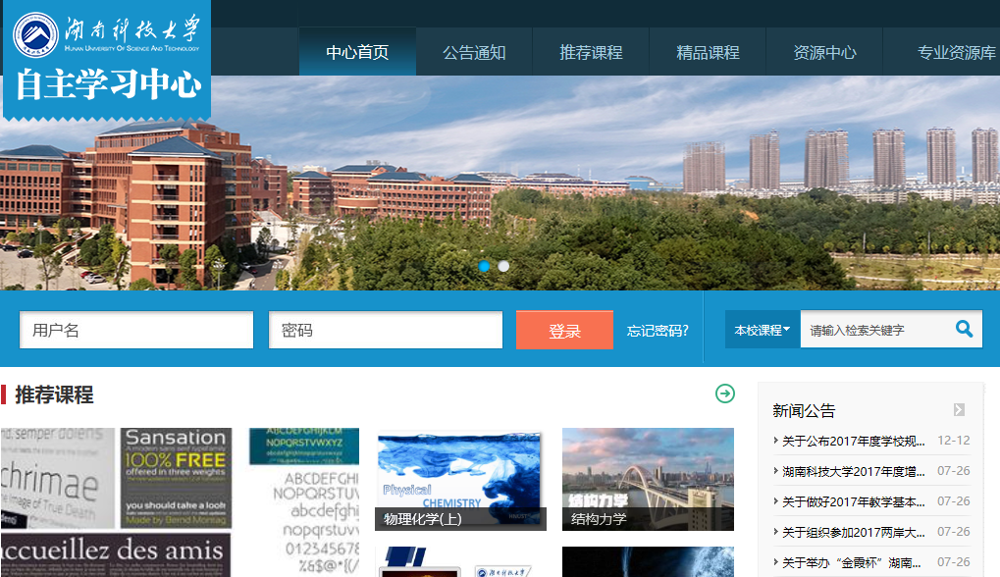 湖南科技大学
HUNAN UNIVERSITY OF SCIENCE AND TECHNOLOGY
自主学习中心
中心首页
公告通知
推荐课程
精品课程
资源中心
专业资源库
用户名
密码
登录
忘记密码?
本校课程
请输入检索关键字
推荐课程
新闻公告
关于公布2017年度学校规... 12-12
湖南科技大学2017年度增... 07-26
关于做好2017年教学基本... 07-26
关于组织参加2017两岸大... 07-26
关于举办“金霞杯”湖南... 07-26
semper dolens
chrimae
image of True Death
Sansation
A modern sans serif typefamily
100% FREE
offered in three weights
you should take a look
Made by Bernd Montag
accueillez des amis
ABCDEFGHIJKLM
NOPQRSTUVWXYZ
ABCDEFGHI
NOPQRSTUV
abcdefghi
nopqrstuv
012345678
%&$@*{(/
Physical
CHEMISTRY
物理化学(上)
结构力学
结构力学